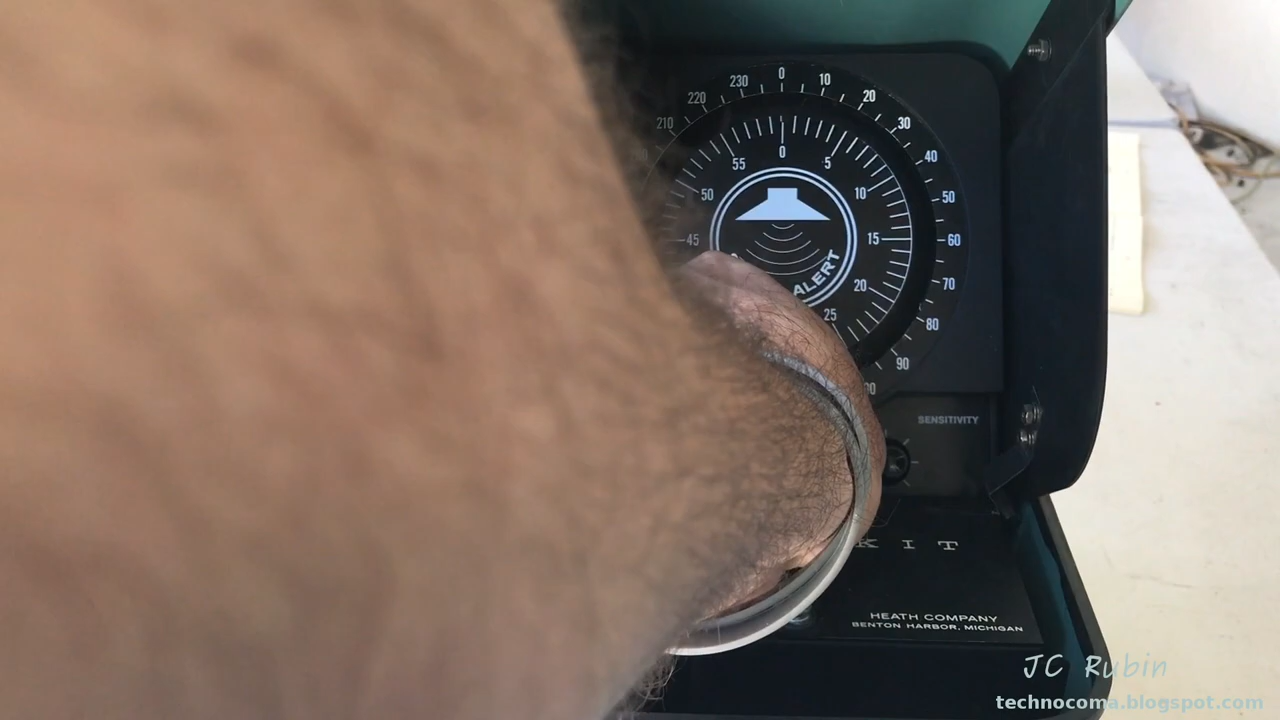 230 0 10
220 20
210 30
40
50
60
70
80
90
55 0 5
50 10
45 15
20
25
ALERT
SENSITIVITY
KIT
HEATH COMPANY
BENTON HARBOR, MICHIGAN
JC Rubin
technocoma.blogspot.com